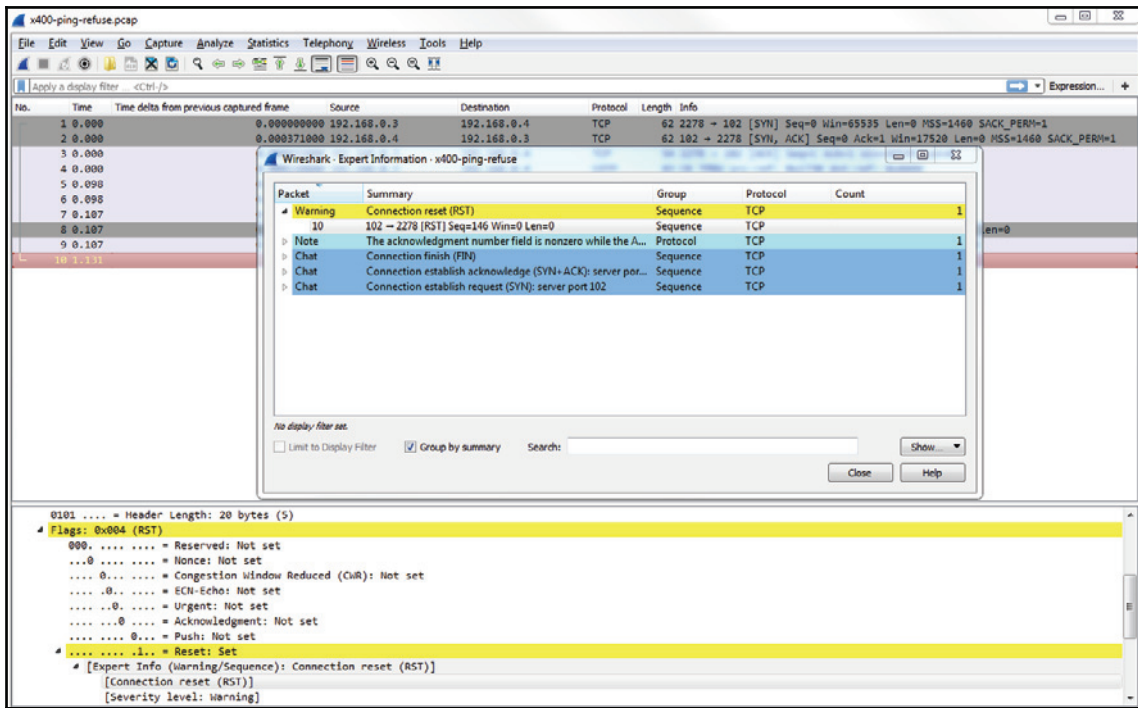 x400-ping-refuse.pcap
File Edit View Go Capture Analyze Statistics Telephony Wireless Tools Help
Apply a display filter ... <Ctrl-/>
Expression... +
No. Time Time delta from previous captured frame Source Destination Protocol Length Info
1 0.000 0.000000000 192.168.0.3 192.168.0.4 TCP 62 2278 → 102 [SYN] Seq=0 Win=65535 Len=0 MSS=1460 SACK_PERM=1
2 0.000 0.000371000 192.168.0.4 192.168.0.3 TCP 62 102 → 2278 [SYN, ACK] Seq=0 Ack=1 Win=17520 Len=0 MSS=1460 SACK_PERM=1
3 0.000
4 0.000
5 0.098
6 0.098
7 0.107
8 0.107 Len=0
9 0.107
10 1.131
Wireshark · Expert Information · x400-ping-refuse
Packet Summary Group Protocol Count
Warning Connection reset (RST) Sequence TCP 1
10 102 → 2278 [RST] Seq=146 Win=0 Len=0 Sequence TCP
Note The acknowledgment number field is nonzero while the A... Protocol TCP 1
Chat Connection finish (FIN) Sequence TCP 1
Chat Connection establish acknowledge (SYN+ACK): server por... Sequence TCP 1
Chat Connection establish request (SYN): server port 102 Sequence TCP 1
No display filter set.
Limit to Display Filter Group by summary Search: Show...
Close Help
0101 .... = Header Length: 20 bytes (5)
Flags: 0x004 (RST)
000. .... .... = Reserved: Not set
...0 .... .... = Nonce: Not set
.... 0... .... = Congestion Window Reduced (CWR): Not set
.... .0.. .... = ECN-Echo: Not set
.... ..0. .... = Urgent: Not set
.... ...0 .... = Acknowledgment: Not set
.... .... 0... = Push: Not set
.... .... .1.. = Reset: Set
[Expert Info (Warning/Sequence): Connection reset (RST)]
[Connection reset (RST)]
[Severity level: Warning]